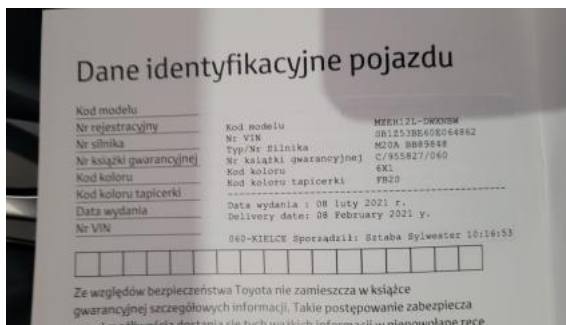 Dane identyfikacyjne pojazdu
Kod modelu
Nr rejestracyjny
Nr silnika
Nr książki gwarancyjnej
Kod koloru
Kod koloru tapicerki
Data wydania
Nr VIN
Kod modelu MZEH12L-DWXNBW
Nr VIN SB1Z53BE60E064862
Typ/Nr Silnika M20A BB89848
Nr książki gwarancyjnej C/955827/060
Kod koloru 6X1
Kod koloru tapicerki FB20
Data wydania : 08 luty 2021 r.
Delivery date: 08 February 2021 y.
060-KIELCE Sporządził: Sztaba Sylwester 10:16:53
Ze względów bezpieczeństwa Toyota nie zamieszcza w książce
gwarancyjnej szczegółowych informacji. Takie postępowanie zabezpiecza